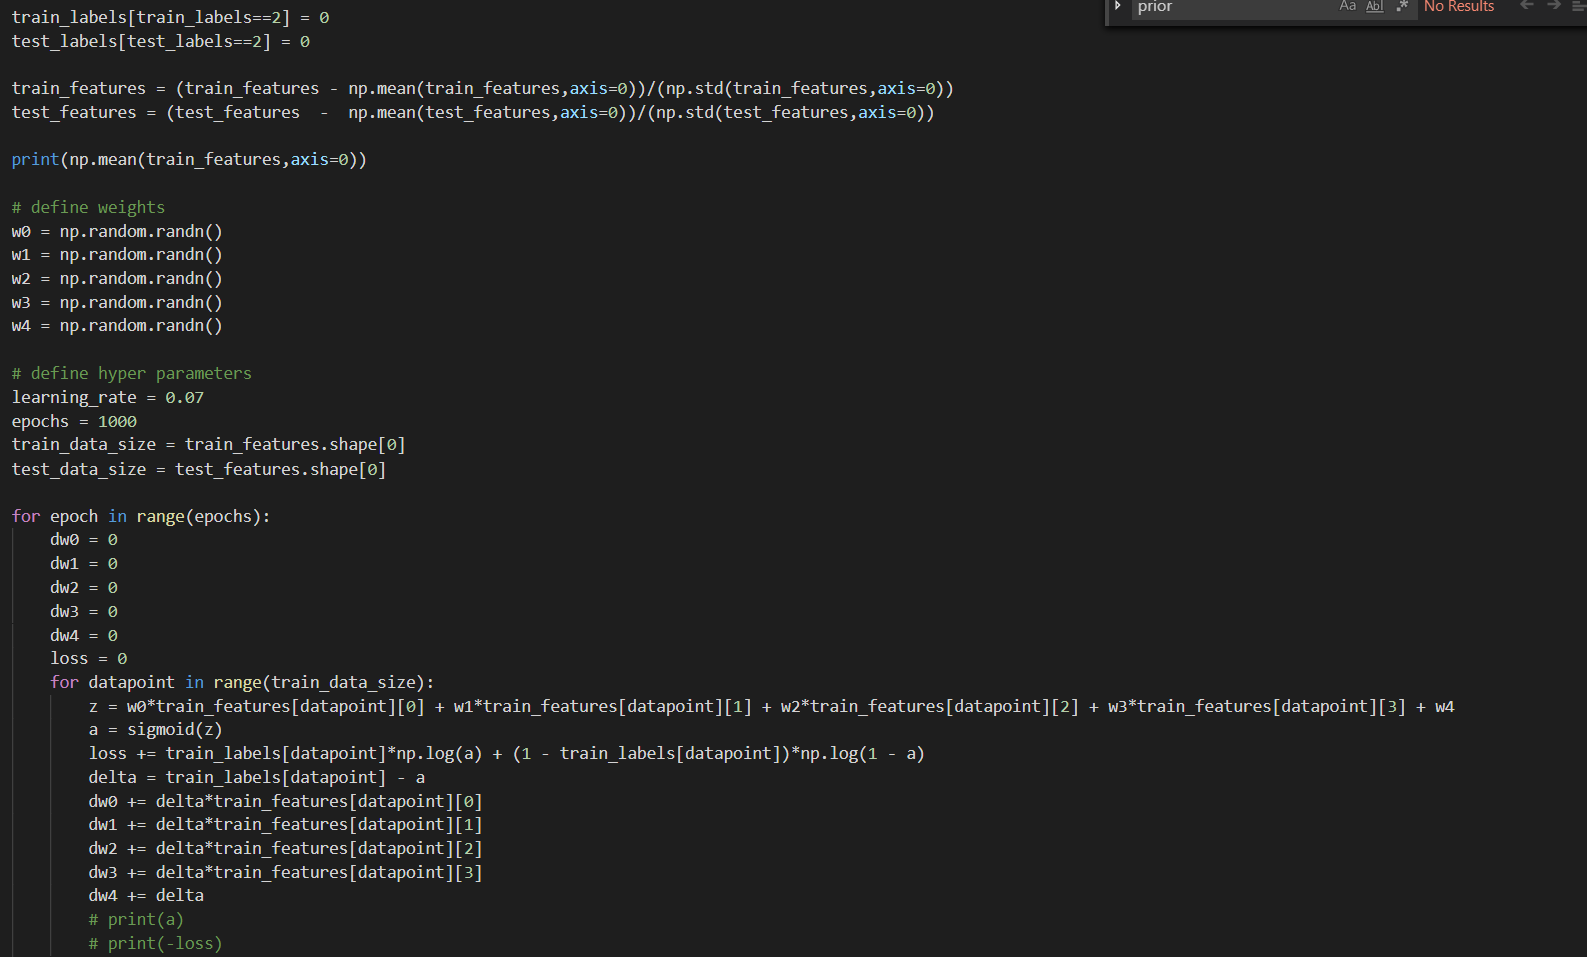 prior Aa Abl .* No Results
train_labels[train_labels==2] = 0
test_labels[test_labels==2] = 0
train_features = (train_features - np.mean(train_features,axis=0))/(np.std(train_features,axis=0))
test_features = (test_features  -  np.mean(test_features,axis=0))/(np.std(test_features,axis=0))
print(np.mean(train_features,axis=0))
# define weights
w0 = np.random.randn()
w1 = np.random.randn()
w2 = np.random.randn()
w3 = np.random.randn()
w4 = np.random.randn()
# define hyper parameters
learning_rate = 0.07
epochs = 1000
train_data_size = train_features.shape[0]
test_data_size = test_features.shape[0]
for epoch in range(epochs):
    dw0 = 0
    dw1 = 0
    dw2 = 0
    dw3 = 0
    dw4 = 0
    loss = 0
    for datapoint in range(train_data_size):
        z = w0*train_features[datapoint][0] + w1*train_features[datapoint][1] + w2*train_features[datapoint][2] + w3*train_features[datapoint][3] + w4
        a = sigmoid(z)
        loss += train_labels[datapoint]*np.log(a) + (1 - train_labels[datapoint])*np.log(1 - a)
        delta = train_labels[datapoint] - a
        dw0 += delta*train_features[datapoint][0]
        dw1 += delta*train_features[datapoint][1]
        dw2 += delta*train_features[datapoint][2]
        dw3 += delta*train_features[datapoint][3]
        dw4 += delta
        # print(a)
        # print(-loss)